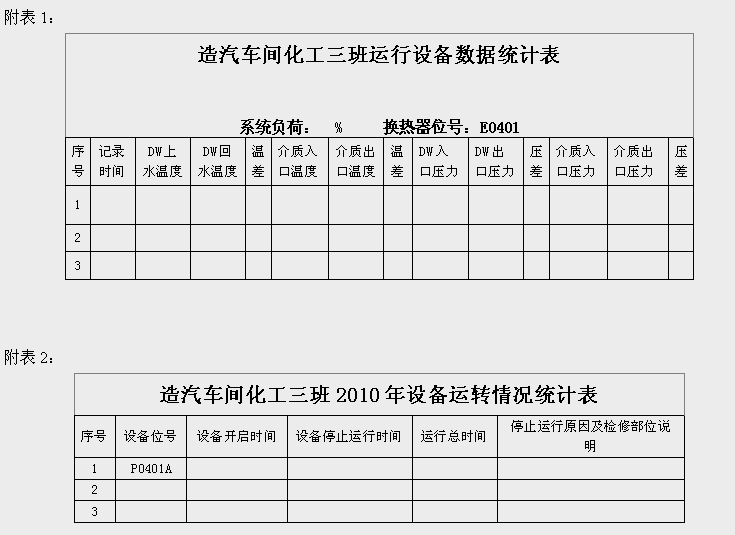 附表 1：
造汽车间化工三班运行设备数据统计表
系统负荷： % 换热器位号：E0401
序号 记录时间 DW上水温度 DW回水温度 温差 介质入口温度 介质出口温度 温差 DW入口压力 DW出口压力 压差 介质入口压力 介质出口压力 压差
1
2
3
附表 2：
造汽车间化工三班 2010 年设备运转情况统计表
序号 设备位号 设备开启时间 设备停止运行时间 运行总时间 停止运行原因及检修部位说明
1 P0401A
2
3